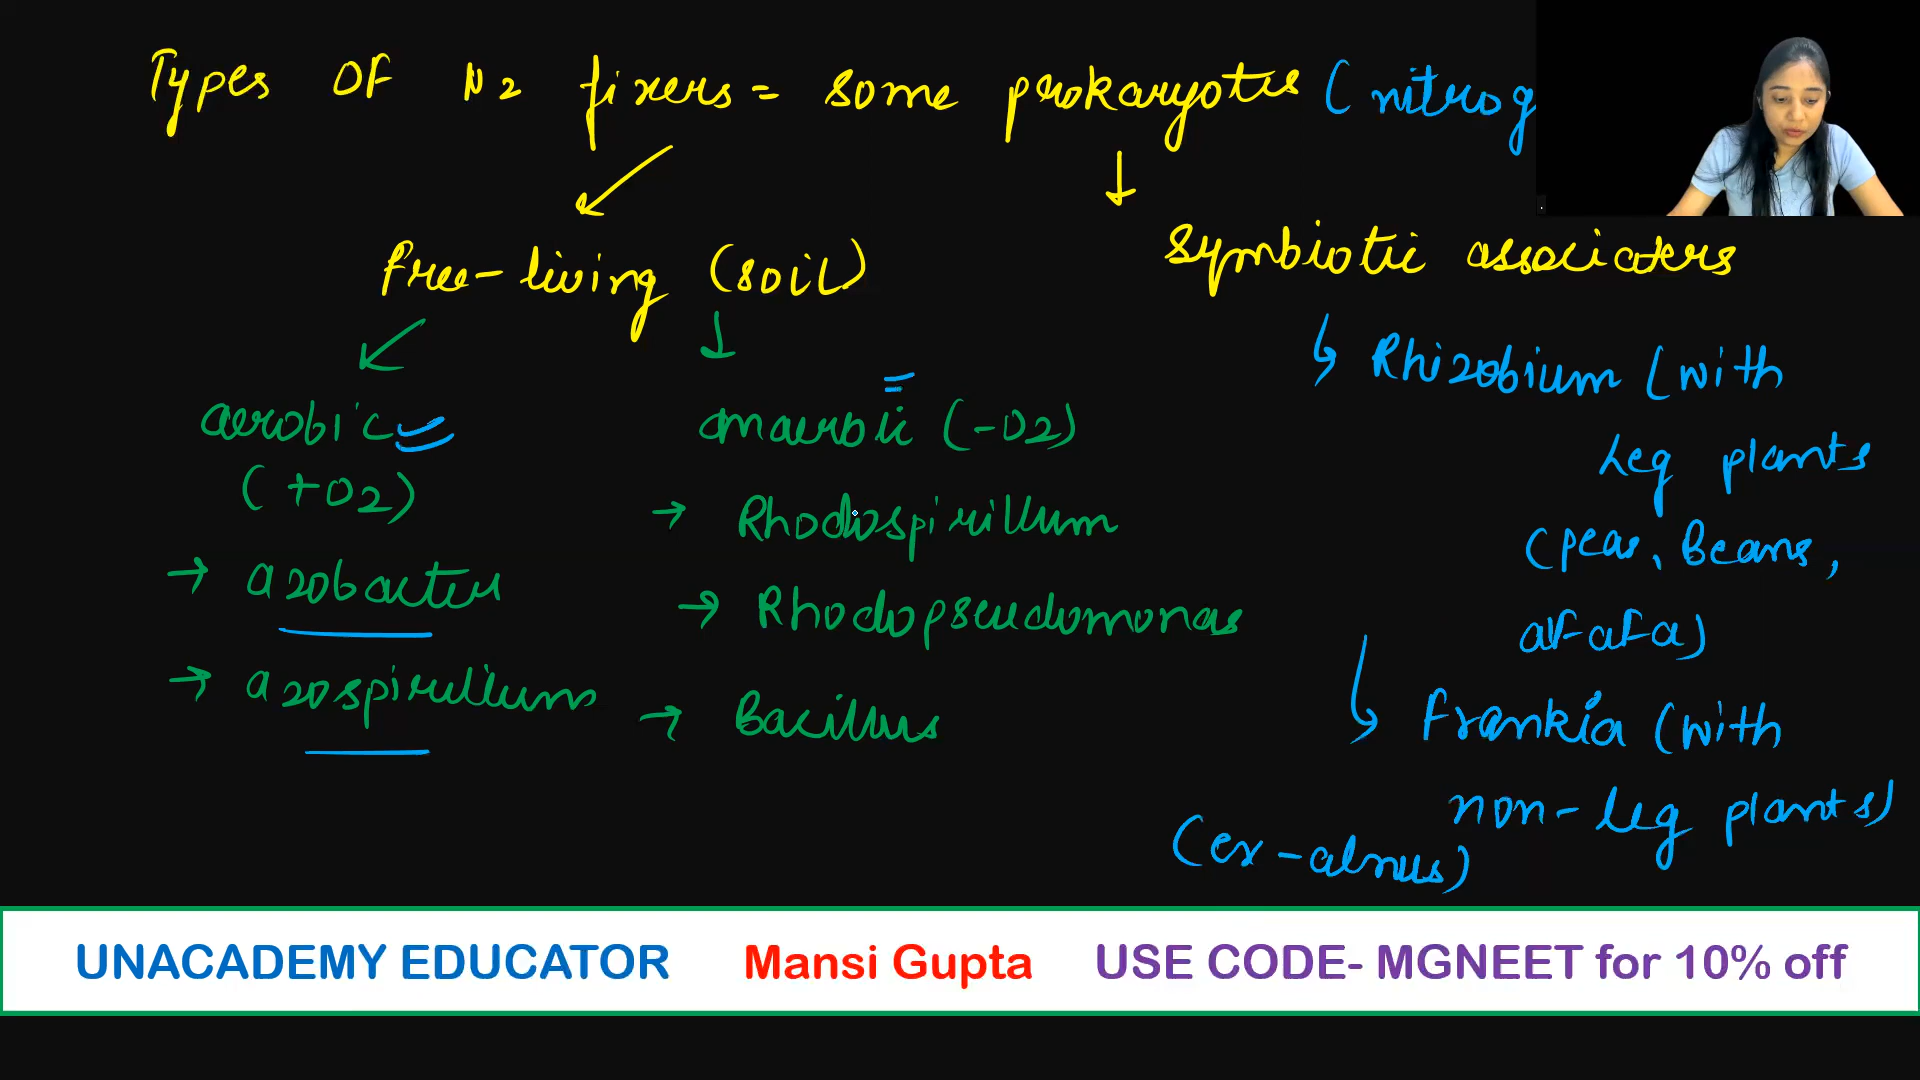 Types OF N2 fixers = some prokaryotes (nitrog
free-living (soil)
symbiotic associaters
aerobic
(+O2)
→ azobacter
→ azospirullum
anaerobic (-O2)
→ Rhodospirillum
→ Rhodopseudomonas
→ Bacillus
Rhizobium (with
Leg plants
(peas, Beans,
alfalfa)
Frankia (with
non-leg plants)
(ex-alnus)
UNACADEMY EDUCATOR Mansi Gupta USE CODE- MGNEET for 10% off